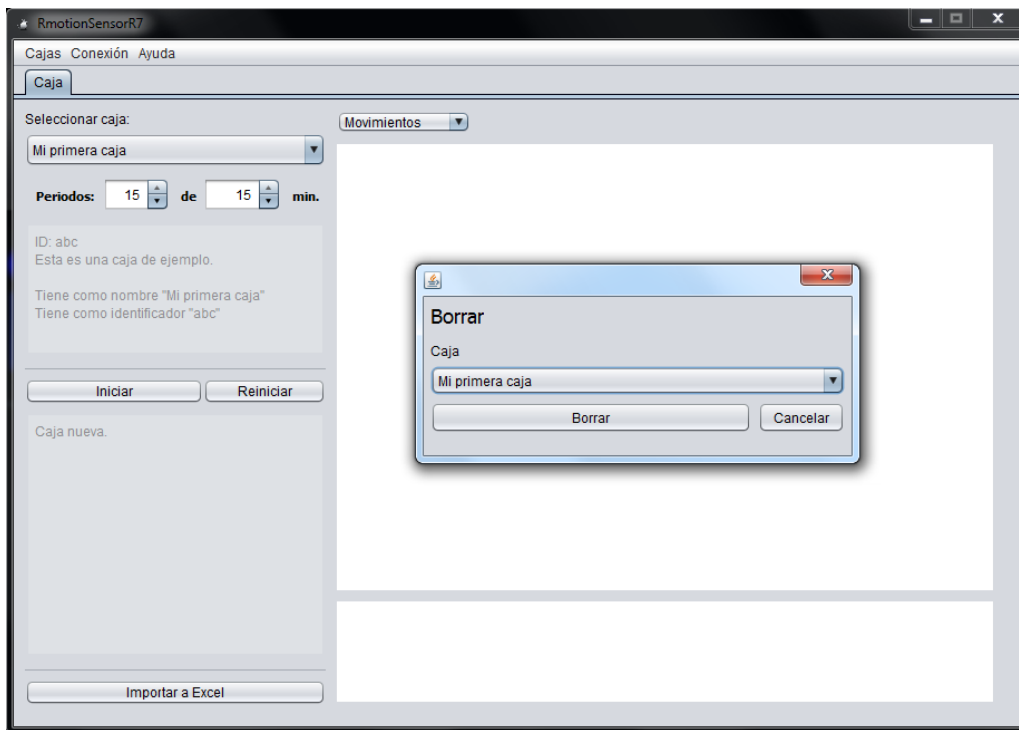 RmotionSensorR7
Cajas Conexión Ayuda
Caja
Seleccionar caja:
Mi primera caja
Periodos: 15 de 15 min.
ID: abc
Esta es una caja de ejemplo.
Tiene como nombre "Mi primera caja"
Tiene como identificador "abc"
Iniciar Reiniciar
Caja nueva.
Importar a Excel
Movimientos
Borrar
Caja
Mi primera caja
Borrar Cancelar